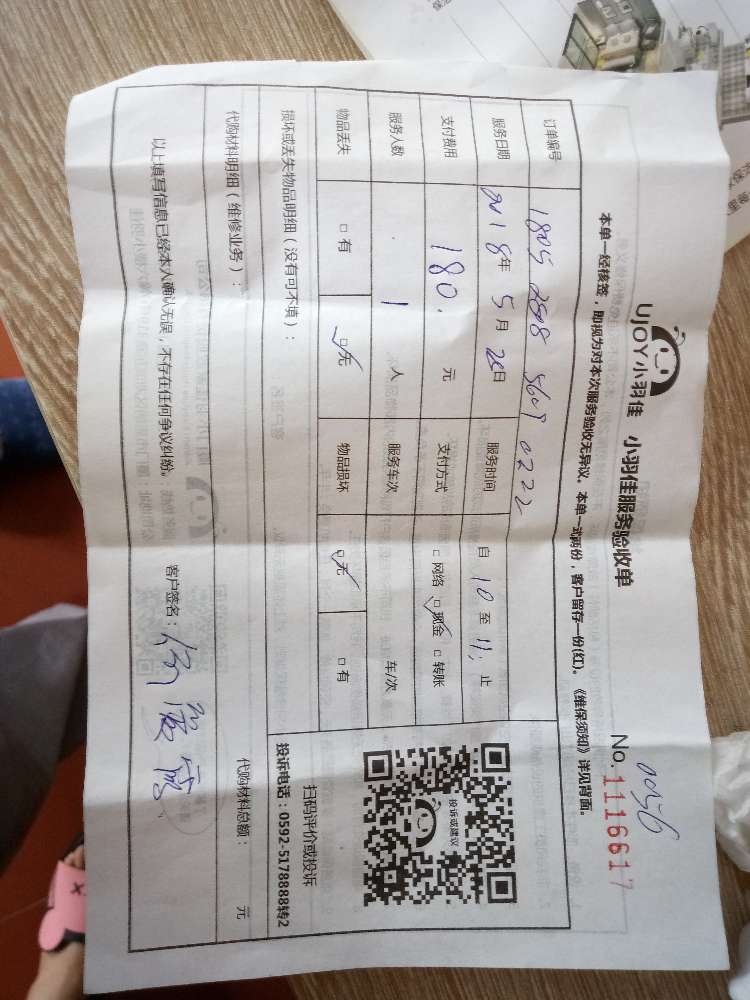 UJOY小羽佳 小羽佳服务验收单
0056
No.1116617
本单一经核签，即视为对本次服务验收无异议。本单一式两份，客户留存一份(红)。《维保须知》详见背面。
订单编号 1805 2508 5609 0222
服务日期 2018年 5月 26日 服务时间 自 10 至 11 止
支付费用 180. 元 支付方式 □ 网络 □ 现金 □ 转账
服务人数 1 人 服务车次 车/次
物品丢失 □ 有 □ 无 物品损坏 □ 无 □ 有
损坏或丢失物品明细（没有可不填）：
投诉或建议
扫码评价或投诉
投诉电话：0592-5178888转2
代购材料明细（维修业务）： 代购材料总额： 元
以上填写信息已经本人确认无误，不存在任何争议纠纷。 客户签名：